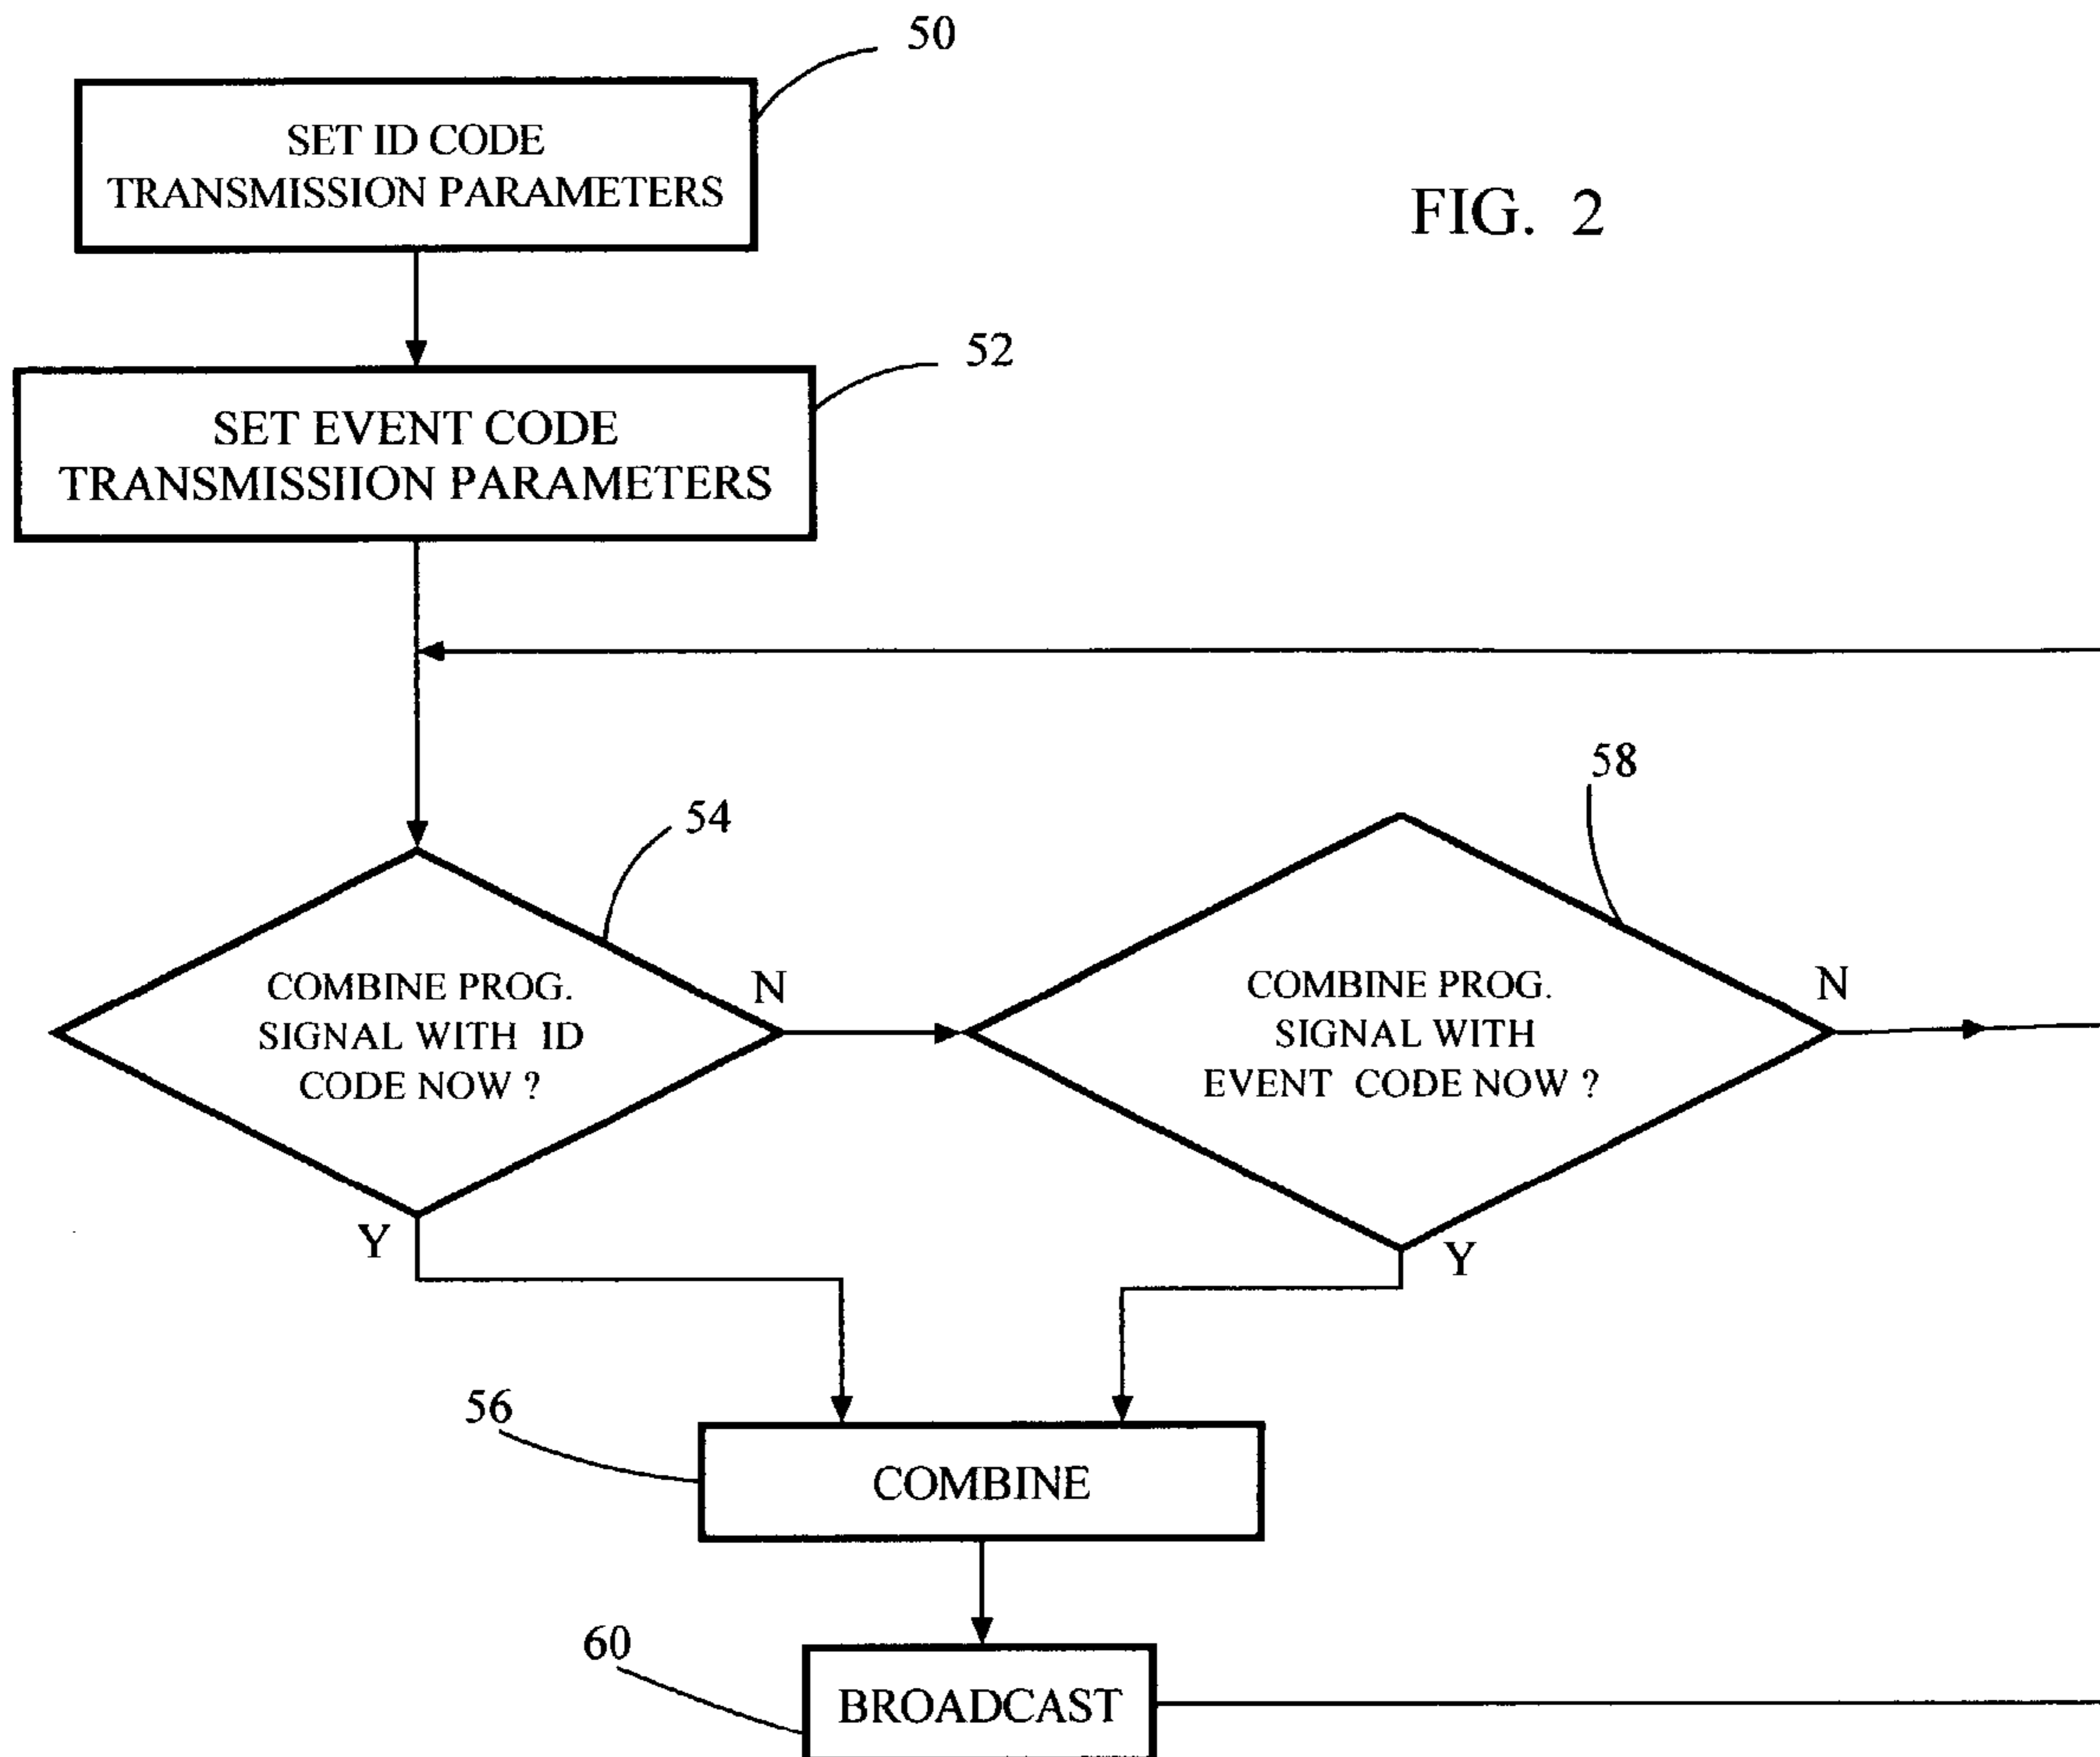 50
SET ID CODE
TRANSMISSION PARAMETERS
FIG. 2
52
SET EVENT CODE
TRANSMISSIION PARAMETERS
54
58
COMBINE PROG.
SIGNAL WITH ID
CODE NOW ?
N
COMBINE PROG.
SIGNAL WITH
EVENT CODE NOW ?
N
Y
Y
56
COMBINE
60
BROADCAST